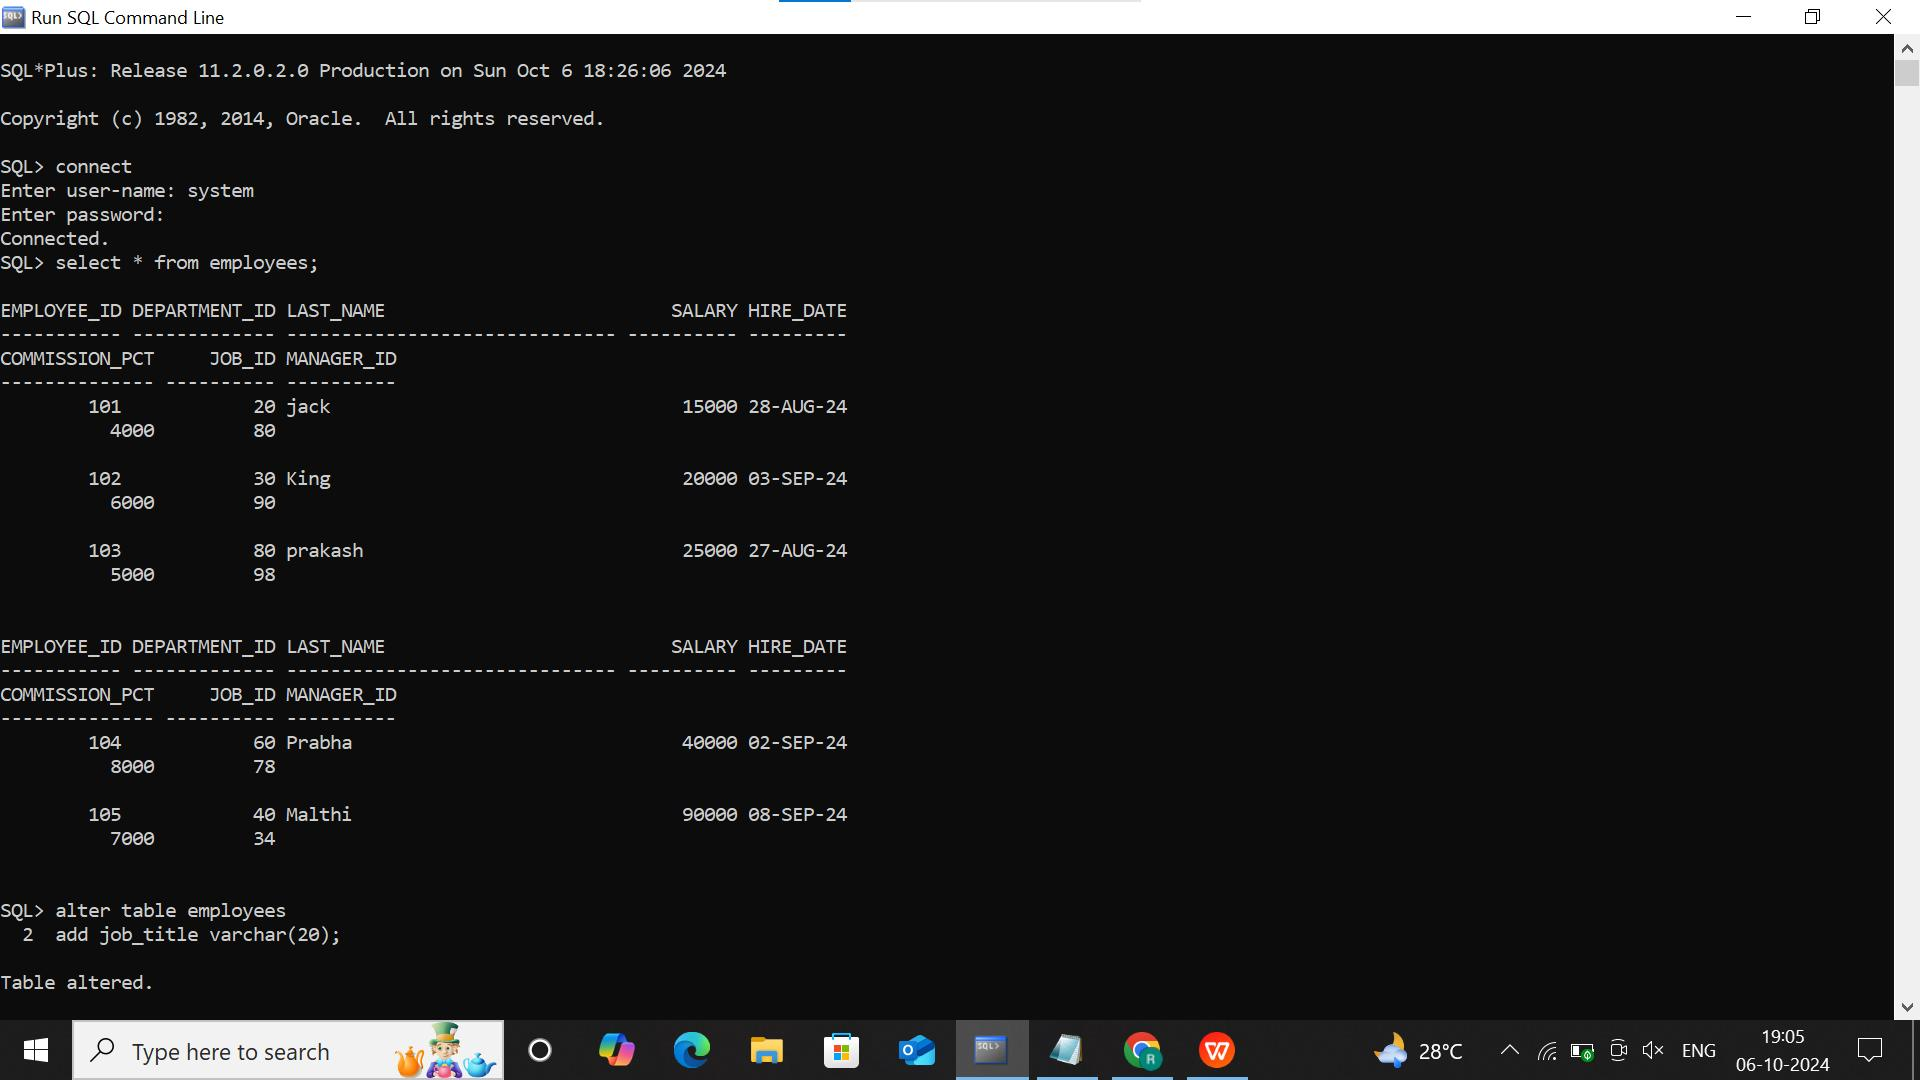 Run SQL Command Line
SQL*Plus: Release 11.2.0.2.0 Production on Sun Oct 6 18:26:06 2024
Copyright (c) 1982, 2014, Oracle.  All rights reserved.
SQL> connect
Enter user-name: system
Enter password:
Connected.
SQL> select * from employees;
EMPLOYEE_ID DEPARTMENT_ID LAST_NAME                          SALARY HIRE_DATE
----------- ------------- ------------------------------ ---------- ---------
COMMISSION_PCT     JOB_ID MANAGER_ID
-------------- ---------- ----------
        101            20 jack                                15000 28-AUG-24
          4000         80
        102            30 King                                20000 03-SEP-24
          6000         90
        103            80 prakash                             25000 27-AUG-24
          5000         98
EMPLOYEE_ID DEPARTMENT_ID LAST_NAME                          SALARY HIRE_DATE
----------- ------------- ------------------------------ ---------- ---------
COMMISSION_PCT     JOB_ID MANAGER_ID
-------------- ---------- ----------
        104            60 Prabha                              40000 02-SEP-24
          8000         78
        105            40 Malthi                              90000 08-SEP-24
          7000         34
SQL> alter table employees
  2  add job_title varchar(20);
Table altered.
Type here to search
28°C
ENG
19:05
06-10-2024